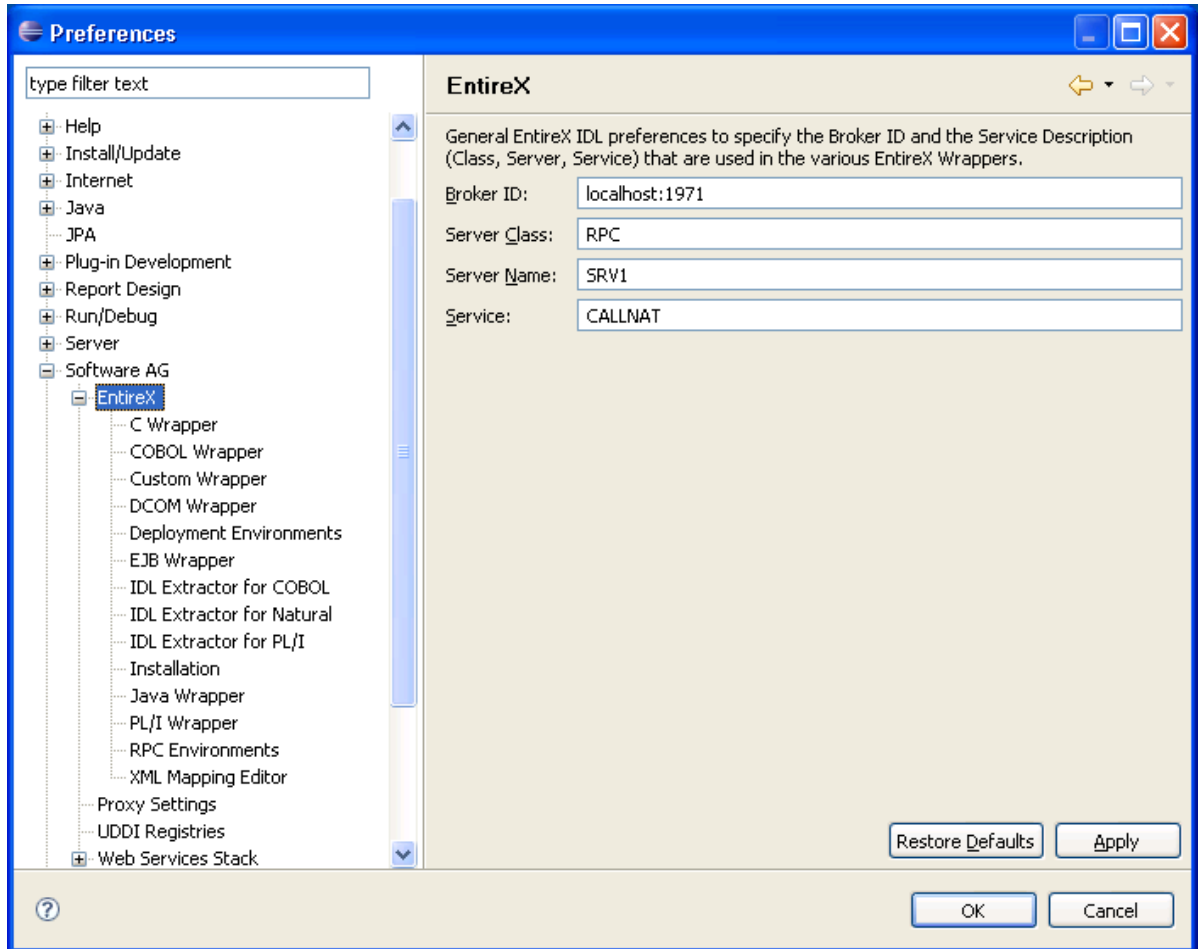 Preferences
type filter text
Help
Install/Update
Internet
Java
JPA
Plug-in Development
Report Design
Run/Debug
Server
Software AG
EntireX
C Wrapper
COBOL Wrapper
Custom Wrapper
DCOM Wrapper
Deployment Environments
EJB Wrapper
IDL Extractor for COBOL
IDL Extractor for Natural
IDL Extractor for PL/I
Installation
Java Wrapper
PL/I Wrapper
RPC Environments
XML Mapping Editor
Proxy Settings
UDDI Registries
Web Services Stack
EntireX
General EntireX IDL preferences to specify the Broker ID and the Service Description
(Class, Server, Service) that are used in the various EntireX Wrappers.
Broker ID: localhost:1971
Server Class: RPC
Server Name: SRV1
Service: CALLNAT
Restore Defaults Apply
OK Cancel